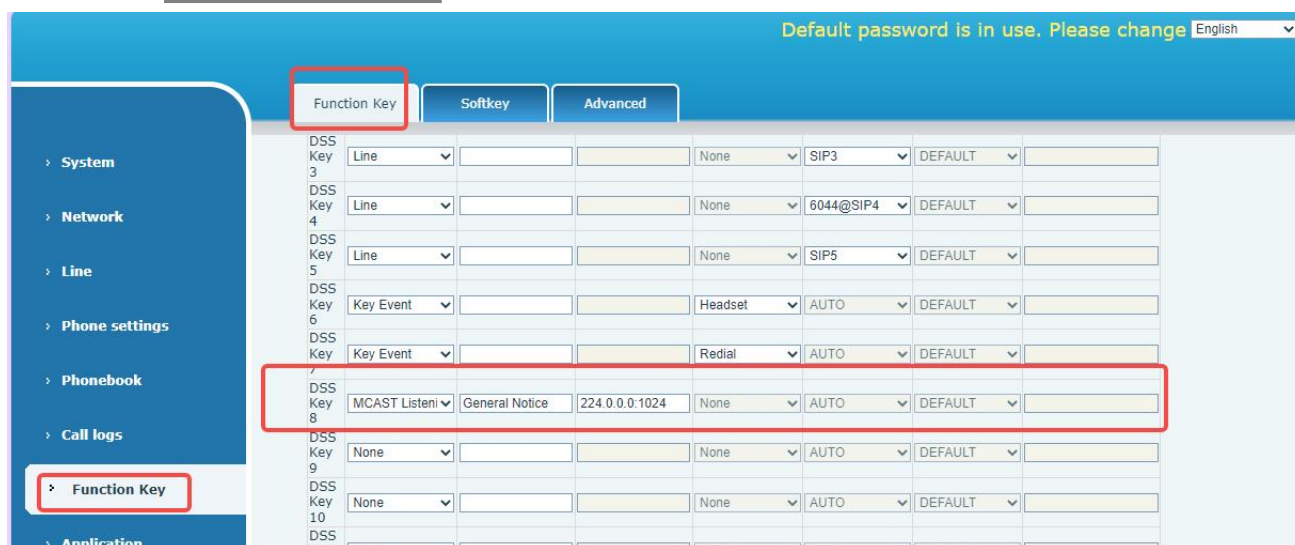 Default password is in use. Please change English
Function Key Softkey Advanced
System
Network
Line
Phone settings
Phonebook
Call logs
Function Key
Application
DSS Key 3 Line None SIP3 DEFAULT
DSS Key 4 Line None 6044@SIP4 DEFAULT
DSS Key 5 Line None SIP5 DEFAULT
DSS Key 6 Key Event Headset AUTO DEFAULT
DSS Key 7 Key Event Redial AUTO DEFAULT
DSS Key 8 MCAST Listeni General Notice 224.0.0.0:1024 None AUTO DEFAULT
DSS Key 9 None None AUTO DEFAULT
DSS Key 10 None None AUTO DEFAULT
DSS